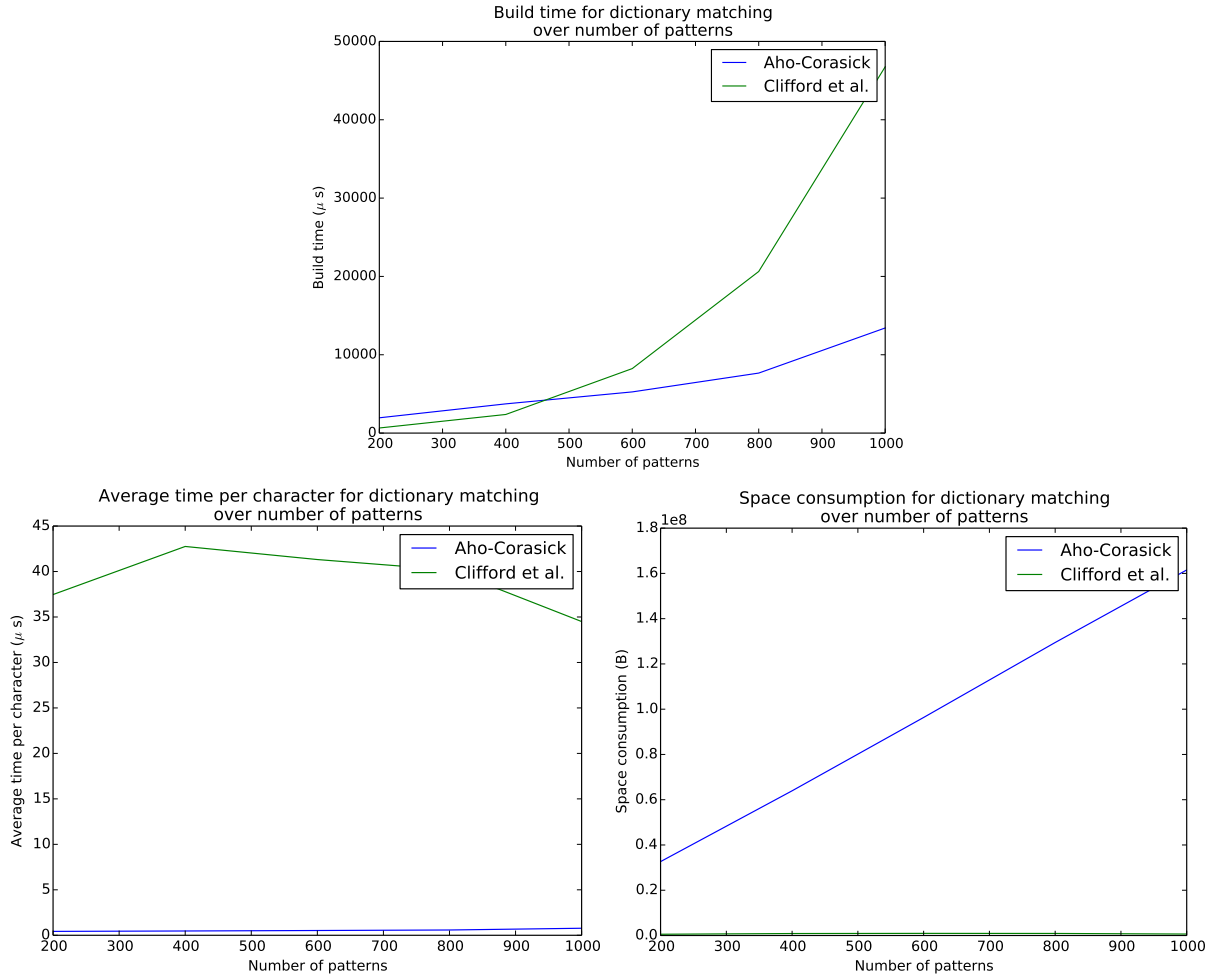 Build time for dictionary matching
over number of patterns
50000
40000
30000
20000
10000
0
Build time (μ s)
Aho-Corasick
Clifford et al.
200 300 400 500 600 700 800 900 1000
Number of patterns
Average time per character for dictionary matching
over number of patterns
45
40
35
30
25
20
15
10
5
0
Average time per character (μ s)
Aho-Corasick
Clifford et al.
200 300 400 500 600 700 800 900 1000
Number of patterns
Space consumption for dictionary matching
over number of patterns
1e8
1.8
1.6
1.4
1.2
1.0
0.8
0.6
0.4
0.2
0.0
Space consumption (B)
Aho-Corasick
Clifford et al.
200 300 400 500 600 700 800 900 1000
Number of patterns